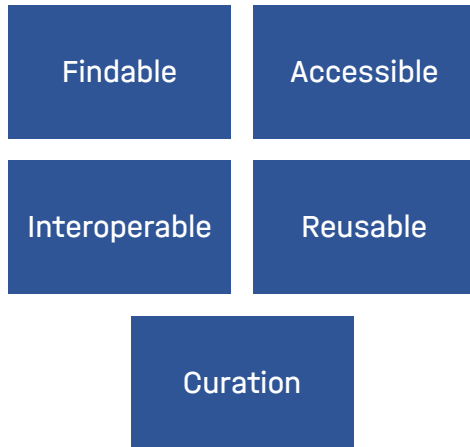 Findable
Accessible
Interoperable
Reusable
Curation